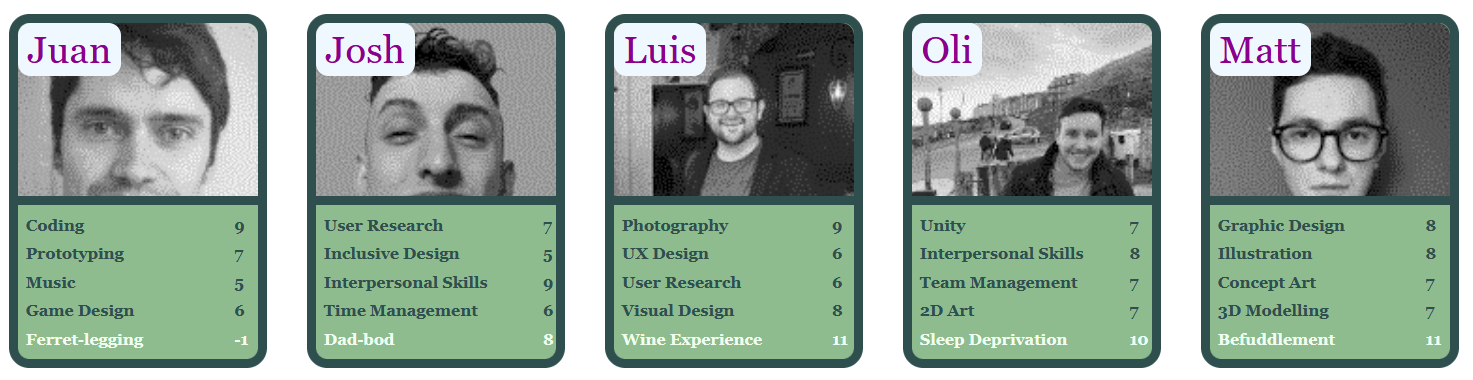 Juan
Coding 9
Prototyping 7
Music 5
Game Design 6
Ferret-legging -1
Josh
User Research 7
Inclusive Design 5
Interpersonal Skills 9
Time Management 6
Dad-bod 8
Luis
Photography 9
UX Design 6
User Research 6
Visual Design 8
Wine Experience 11
Oli
Unity 7
Interpersonal Skills 8
Team Management 7
2D Art 7
Sleep Deprivation 10
Matt
Graphic Design 8
Illustration 8
Concept Art 7
3D Modelling 7
Befuddlement 11